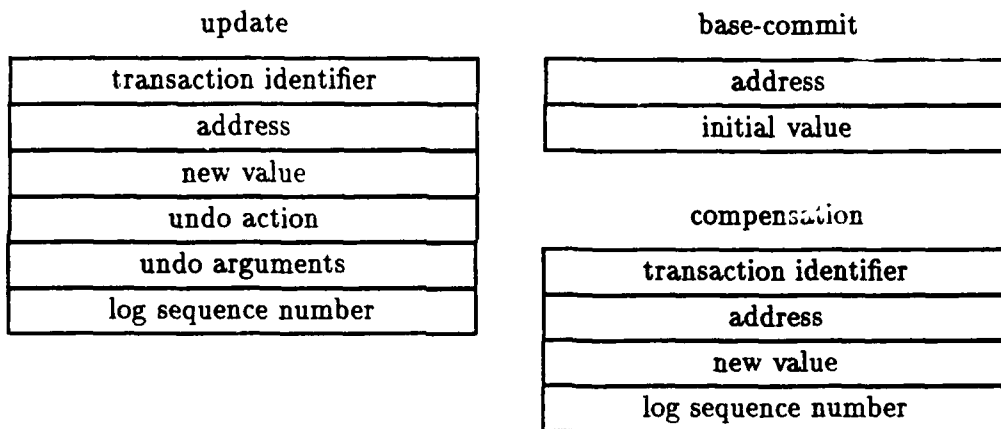 update
transaction identifier
address
new value
undo action
undo arguments
log sequence number
base-commit
address
initial value
compensation
transaction identifier
address
new value
log sequence number